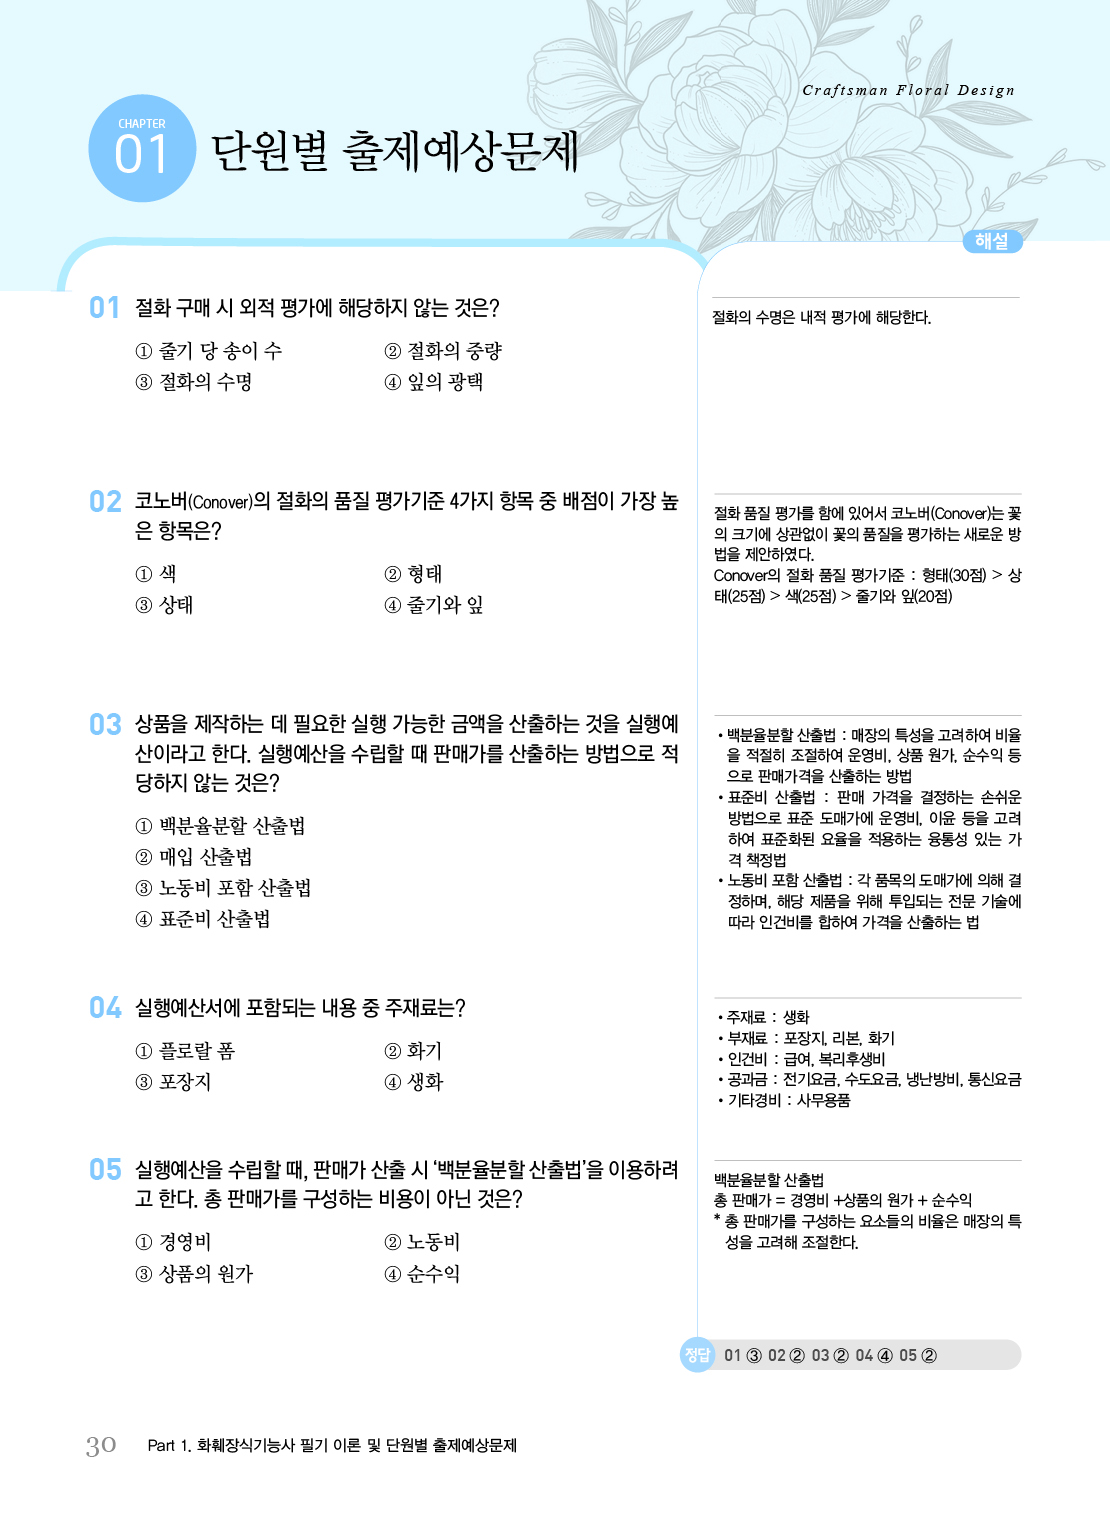 Craftsman Floral Design
CHAPTER
01
단원별 출제예상문제
해설
01 절화 구매 시 외적 평가에 해당하지 않는 것은?
① 줄기 당 송이 수 ② 절화의 중량
③ 절화의 수명 ④ 잎의 광택
절화의 수명은 내적 평가에 해당한다.
02 코노버(Conover)의 절화의 품질 평가기준 4가지 항목 중 배점이 가장 높
은 항목은?
① 색 ② 형태
③ 상태 ④ 줄기와 잎
절화 품질 평가를 함에 있어서 코노버(Conover)는 꽃
의 크기에 상관없이 꽃의 품질을 평가하는 새로운 방
법을 제안하였다.
Conover의 절화 품질 평가기준 : 형태(30점) > 상
태(25점) > 색(25점) > 줄기와 잎(20점)
03 상품을 제작하는 데 필요한 실행 가능한 금액을 산출하는 것을 실행예
산이라고 한다. 실행예산을 수립할 때 판매가를 산출하는 방법으로 적
당하지 않는 것은?
① 백분율분할 산출법
② 매입 산출법
③ 노동비 포함 산출법
④ 표준비 산출법
• 백분율분할 산출법 : 매장의 특성을 고려하여 비율
을 적절히 조절하여 운영비, 상품 원가, 순수익 등
으로 판매가격을 산출하는 방법
• 표준비 산출법 : 판매 가격을 결정하는 손쉬운
방법으로 표준 도매가에 운영비, 이윤 등을 고려
하여 표준화된 요율을 적용하는 융통성 있는 가
격 책정법
• 노동비 포함 산출법 : 각 품목의 도매가에 의해 결
정하며, 해당 제품을 위해 투입되는 전문 기술에
따라 인건비를 합하여 가격을 산출하는 법
04 실행예산서에 포함되는 내용 중 주재료는?
① 플로랄 폼 ② 화기
③ 포장지 ④ 생화
• 주재료 : 생화
• 부재료 : 포장지, 리본, 화기
• 인건비 : 급여, 복리후생비
• 공과금 : 전기요금, 수도요금, 냉난방비, 통신요금
• 기타경비 : 사무용품
05 실행예산을 수립할 때, 판매가 산출 시 ‘백분율분할 산출법’을 이용하려
고 한다. 총 판매가를 구성하는 비용이 아닌 것은?
① 경영비 ② 노동비
③ 상품의 원가 ④ 순수익
백분율분할 산출법
총 판매가 = 경영비 +상품의 원가 + 순수익
* 총 판매가를 구성하는 요소들의 비율은 매장의 특
성을 고려해 조절한다.
정답 01 ③ 02 ② 03 ② 04 ④ 05 ②
30 Part 1. 화훼장식기능사 필기 이론 및 단원별 출제예상문제